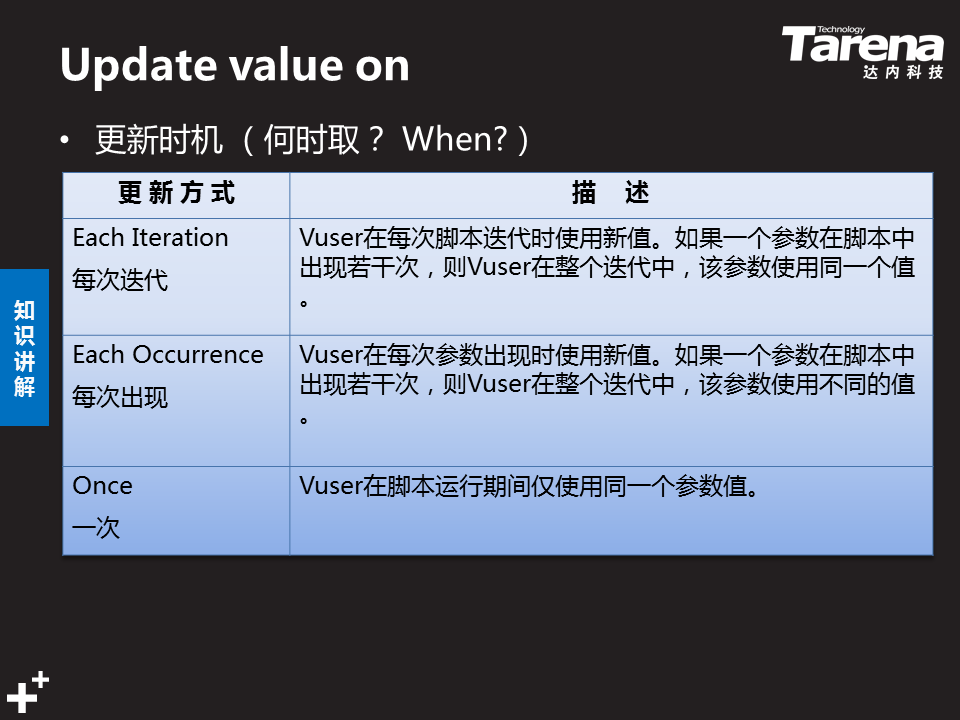 Update value on
Technology
Tarena
达内科技
• 更新时机 （何时取？ When?）
更新方式
描 述
Each Iteration
每次迭代
Vuser在每次脚本迭代时使用新值。如果一个参数在脚本中
出现若干次，则Vuser在整个迭代中，该参数使用同一个值
。
Each Occurrence
每次出现
Vuser在每次参数出现时使用新值。如果一个参数在脚本中
出现若干次，则Vuser在整个迭代中，该参数使用不同的值
。
Once
一次
Vuser在脚本运行期间仅使用同一个参数值。
知
识
讲
解